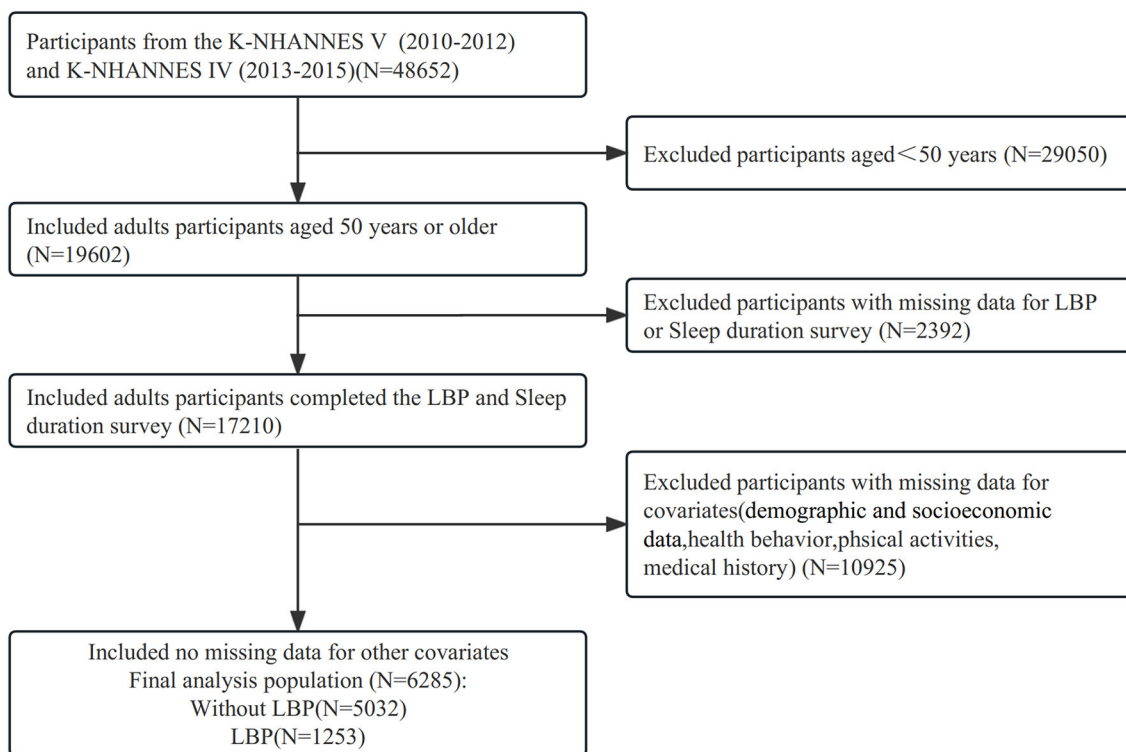 Participants from the K-NHANNES V (2010-2012)
and K-NHANNES IV (2013-2015)(N=48652)
Excluded participants aged＜50 years (N=29050)
Included adults participants aged 50 years or older
(N=19602)
Excluded participants with missing data for LBP
or Sleep duration survey (N=2392)
Included adults participants completed the LBP and Sleep
duration survey (N=17210)
Excluded participants with missing data for
covariates(demographic and socioeconomic
data,health behavior,phsical activities,
medical history) (N=10925)
Included no missing data for other covariates
Final analysis population (N=6285):
Without LBP(N=5032)
LBP(N=1253)